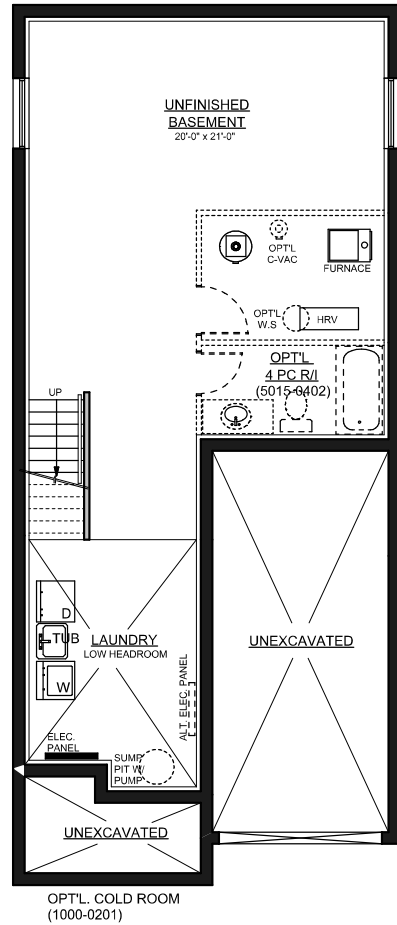 UNFINISHED
BASEMENT
20'-0" x 21'-0"
OPT'L
C-VAC
FURNACE
OPT'L
W.S
HRV
OPT'L
4 PC R/I
(5015-0402)
UP
D
TUB
W
LAUNDRY
LOW HEADROOM
UNEXCAVATED
ALT. ELEC. PANEL
ELEC.
PANEL
SUMP
PIT W/
PUMP
UNEXCAVATED
OPT'L. COLD ROOM
(1000-0201)